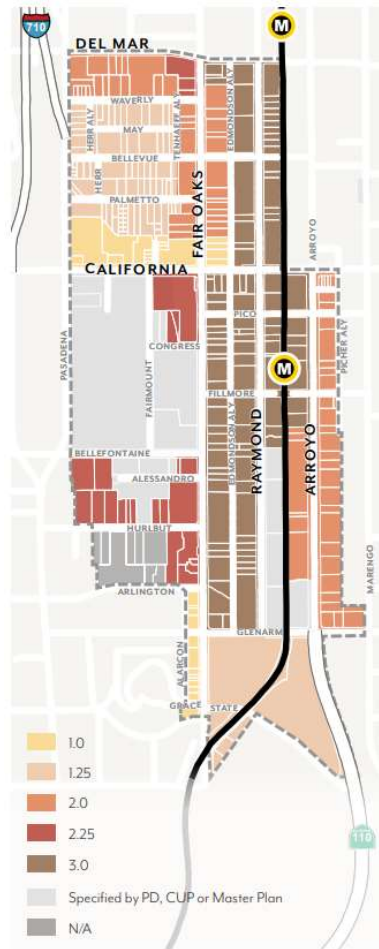 M
710
DEL MAR
WAVERLY
HERR ALY
EDMONDSON ALY
TENHAEFF ALY
MAY
BELLEVUE
HERR
PALMETTO
FAIR OAKS
ARROYO
CALIFORNIA
PICO
PASADENA
CONGRESS
PICHER ALY
FAIRMOUNT
M
FILLMORE
EDMONDSON ALY
RAYMOND
ARROYO
BELLEFONTAINE
ALESSANDRO
HURLBUT
MARENGO
ARLINGTON
GLENARM
ALARCON
GRACE
STATE
1.0
1.25
2.0
2.25
3.0
110
Specified by PD, CUP or Master Plan
N/A